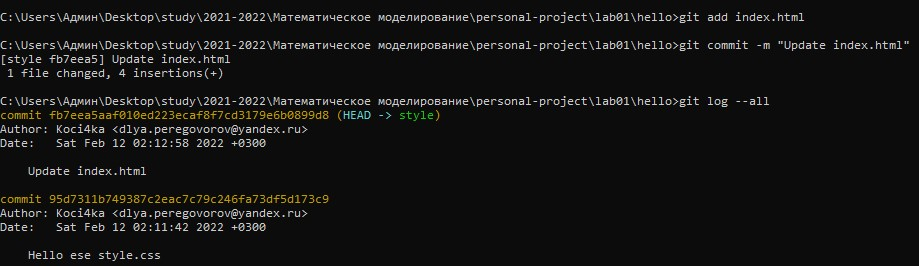 C:\Users\Админ\Desktop\study\2021-2022\Математическое моделирование\personal-project\lab01\hello>git add index.html
C:\Users\Админ\Desktop\study\2021-2022\Математическое моделирование\personal-project\lab01\hello>git commit -m "Update index.html"
[style fb7eea5] Update index.html
1 file changed, 4 insertions(+)
C:\Users\Админ\Desktop\study\2021-2022\Математическое моделирование\personal-project\lab01\hello>git log --all
commit fb7eea5aaf010ed223ecaf8f7cd3179e6b0899d8 (HEAD -> style)
Author: Koci4ka <dlya.peregovorov@yandex.ru>
Date:   Sat Feb 12 02:12:58 2022 +0300
Update index.html
commit 95d7311b749387c2eac7c79c246fa73df5d173c9
Author: Koci4ka <dlya.peregovorov@yandex.ru>
Date:   Sat Feb 12 02:11:42 2022 +0300
Hello ese style.css